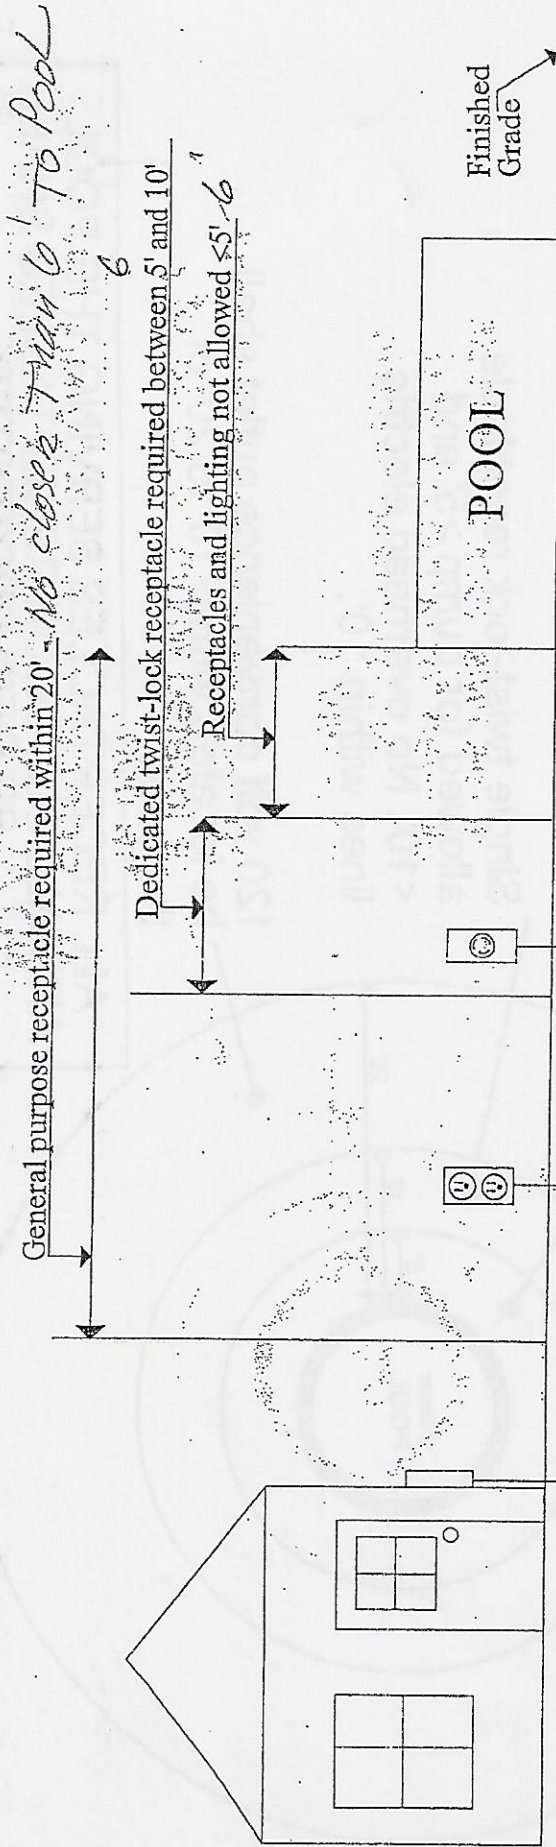 General purpose receptacle required within 20' - No closer Than 6' To Pool
6
Dedicated twist-lock receptacle required between 5' and 10'
Receptacles and lighting not allowed <5' 6'
POOL
Finished
Grade